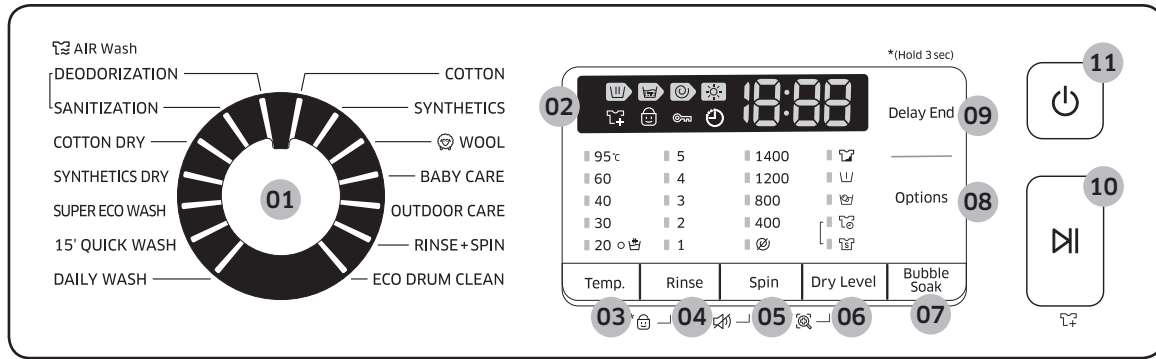 AIR Wash
DEODORIZATION
SANITIZATION
COTTON DRY
SYNTHETICS DRY
SUPER ECO WASH
15' QUICK WASH
DAILY WASH
01
COTTON
SYNTHETICS
WOOL
BABY CARE
OUTDOOR CARE
RINSE+SPIN
ECO DRUM CLEAN
*(Hold 3 sec)
02
18:88
Delay End
09
95℃ 5 1400
60 4 1200
40 3 800
30 2 400
20 1
Options
08
Temp. Rinse Spin Dry Level Bubble Soak
03 * 04 05 06 07
11
10